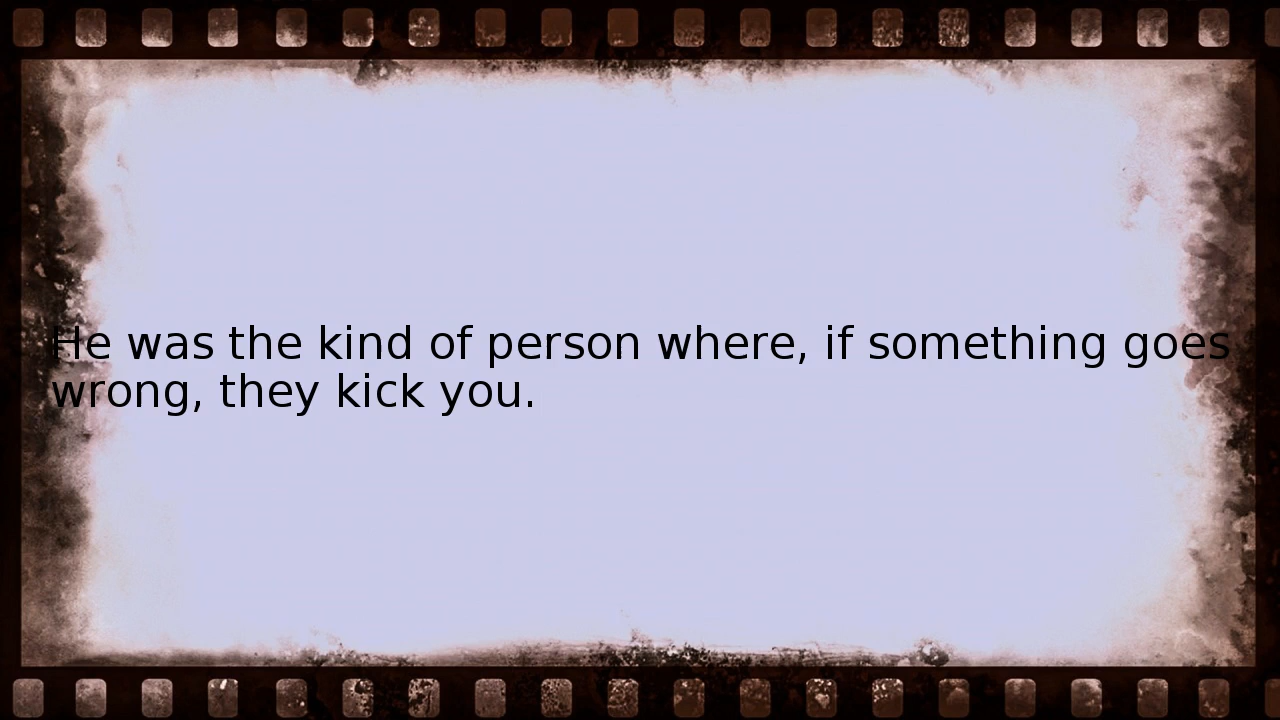 He was the kind of person where, if something goes
wrong, they kick you.